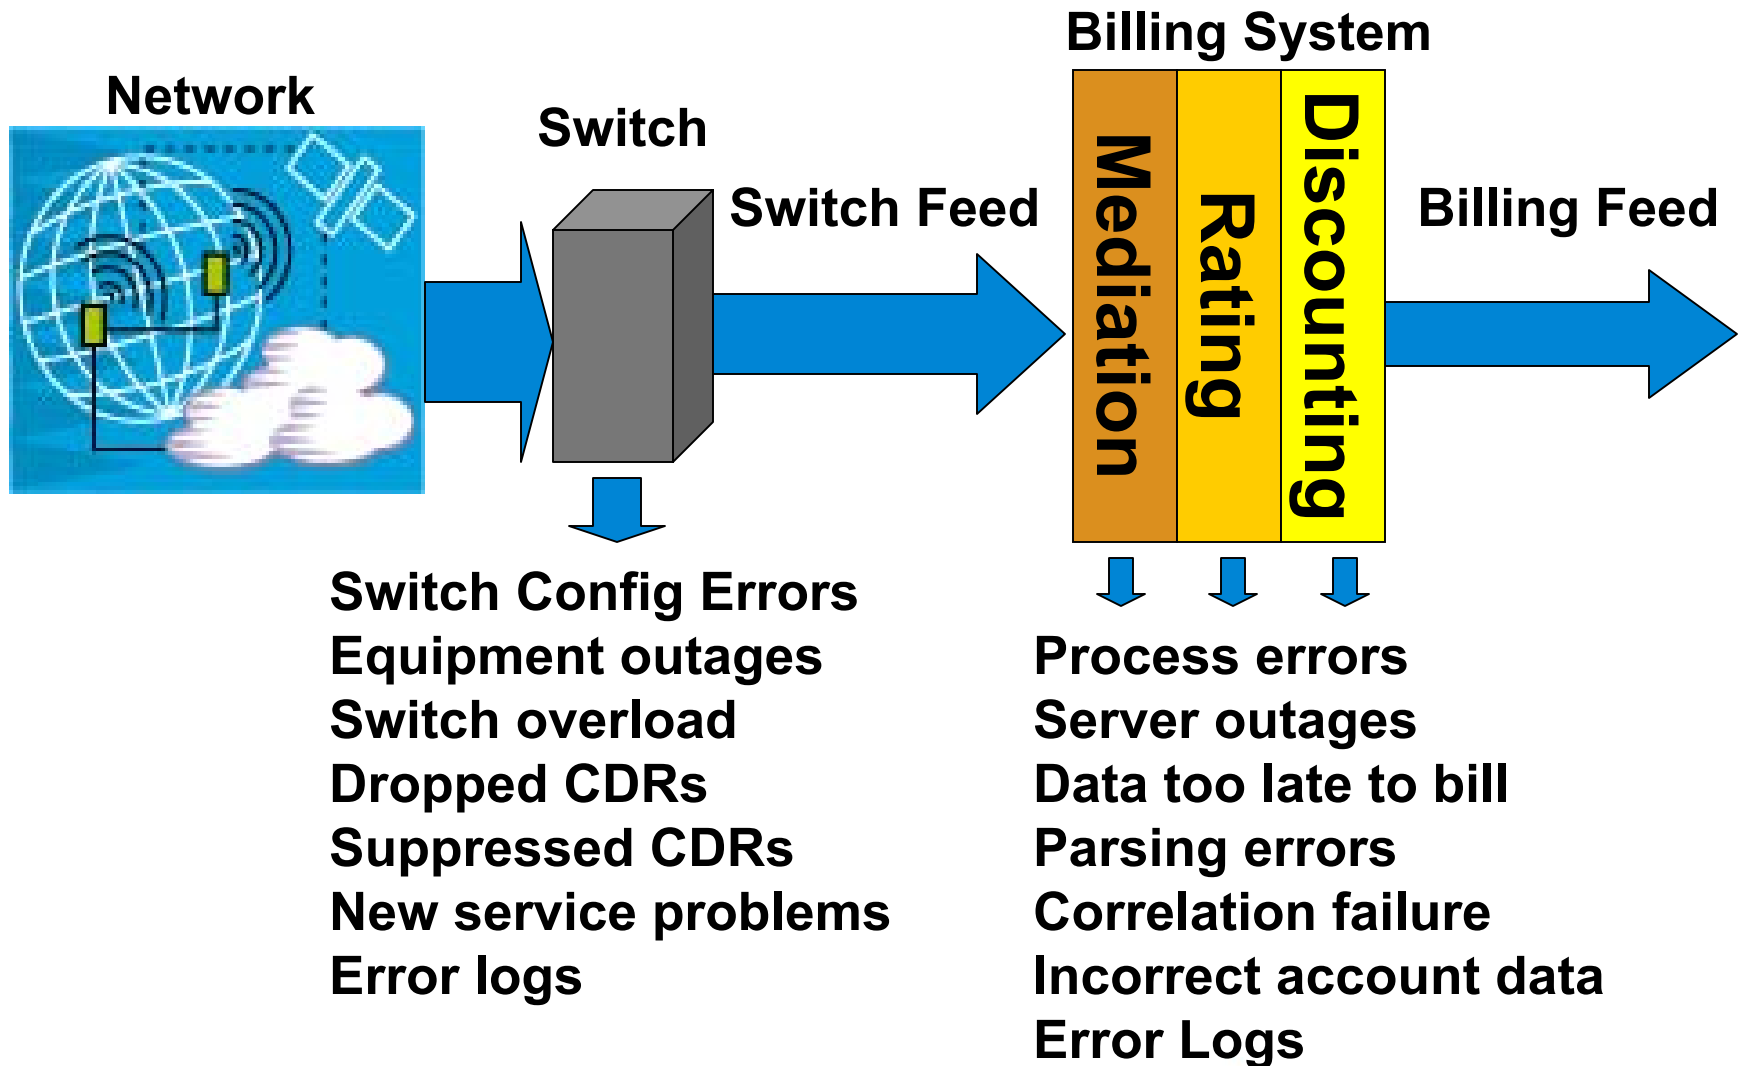 Billing System
Network
Switch
Switch Feed
Mediation
Rating
Discounting
Billing Feed
Switch Config Errors
Equipment outages
Switch overload
Dropped CDRs
Suppressed CDRs
New service problems
Error logs
Process errors
Server outages
Data too late to bill
Parsing errors
Correlation failure
Incorrect account data
Error Logs